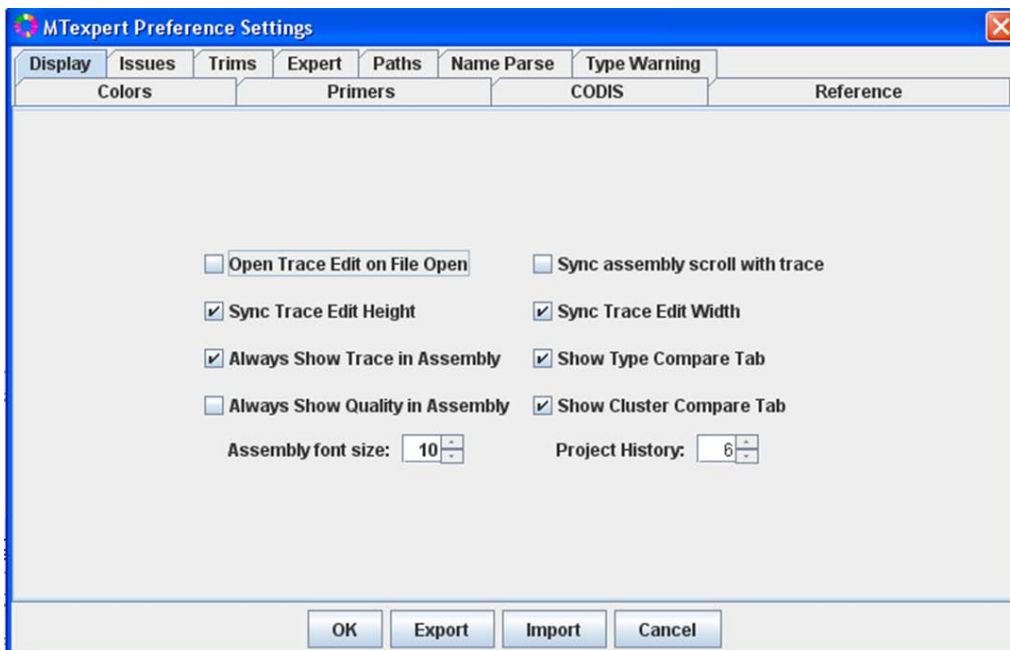 MTexpert Preference Settings
Display Issues Trims Expert Paths Name Parse Type Warning
Colors Primers CODIS Reference
Open Trace Edit on File Open Sync assembly scroll with trace
Sync Trace Edit Height Sync Trace Edit Width
Always Show Trace in Assembly Show Type Compare Tab
Always Show Quality in Assembly Show Cluster Compare Tab
Assembly font size: 10 Project History: 6
OK Export Import Cancel